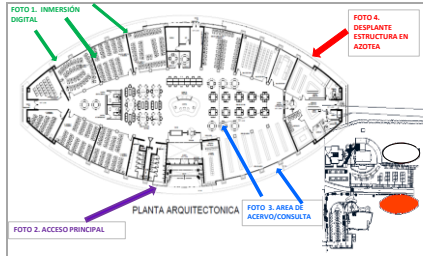 FOTO 1. INMERSIÓN
DIGITAL
FOTO 4.
DESPLANTE
ESTRUCTURA EN
AZOTEA
FOTO 2. ACCESO PRINCIPAL
PLANTA ARQUITECTONICA
FOTO 3. AREA DE
ACERVO/CONSULTA